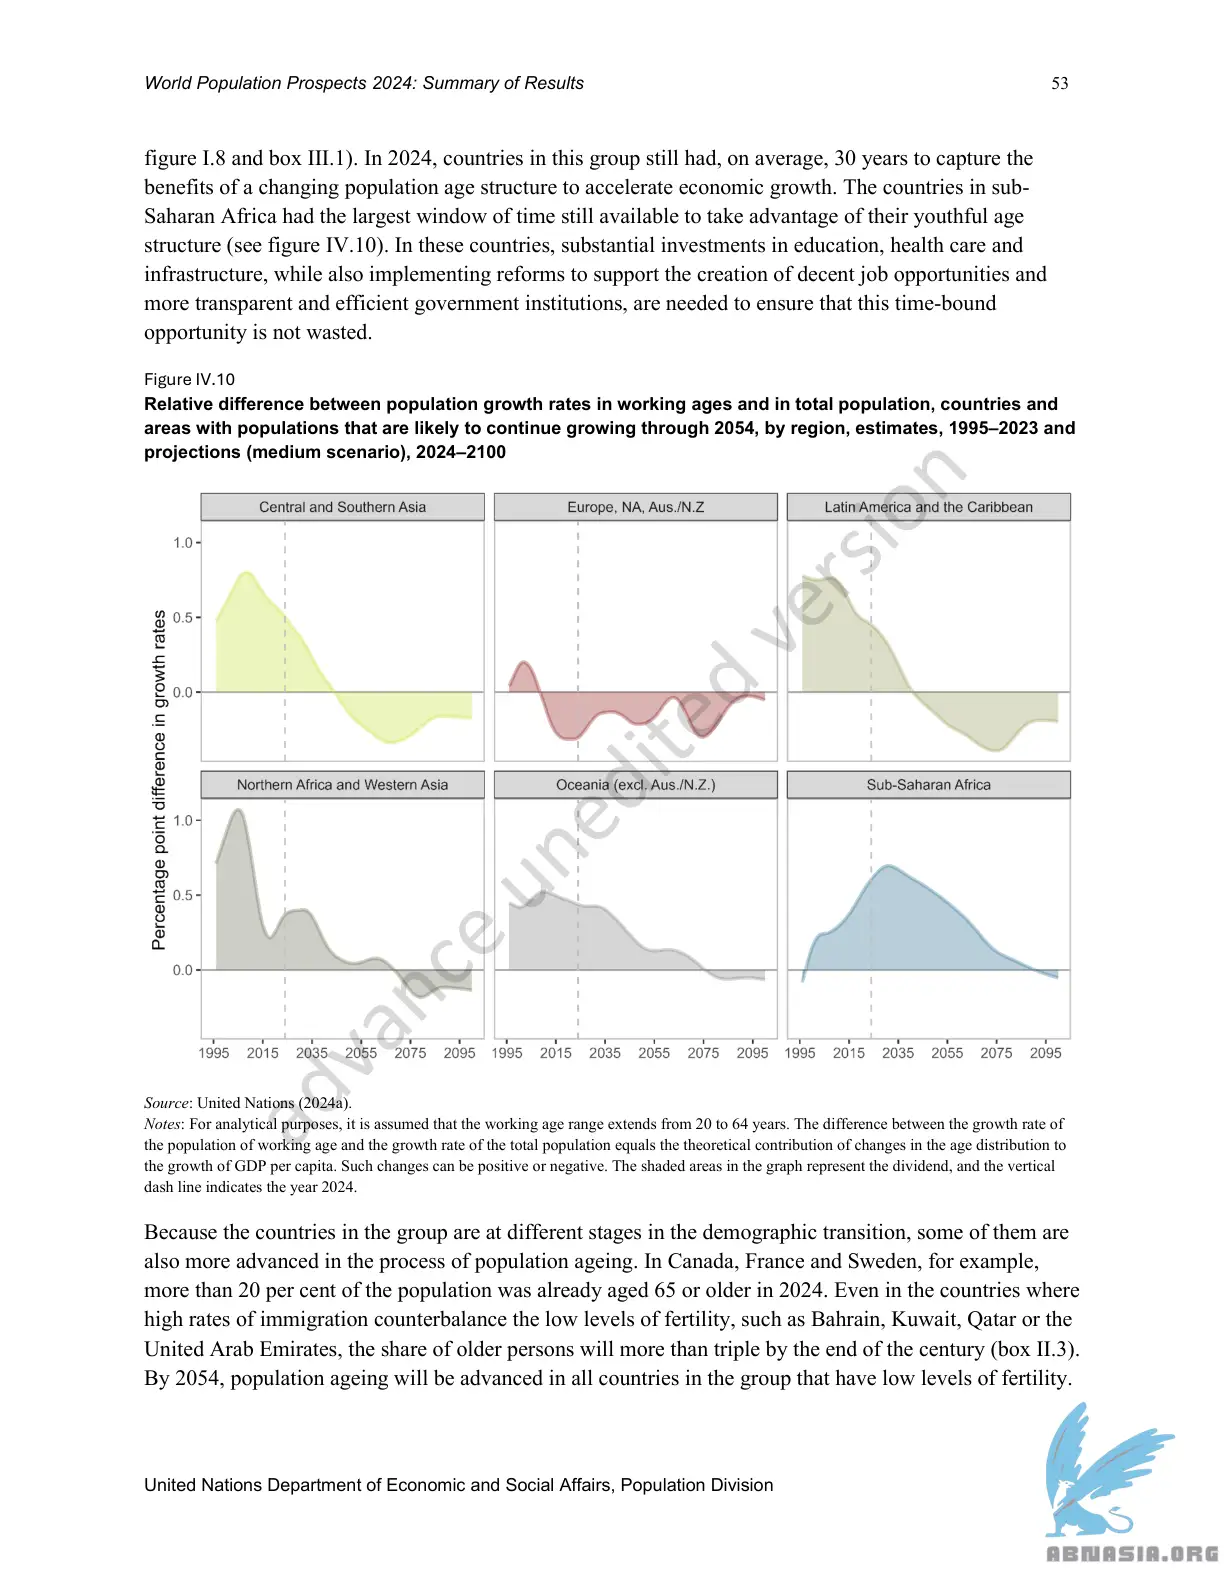 World Population Prospects 2024: Summary of Results 53
figure I.8 and box III.1). In 2024, countries in this group still had, on average, 30 years to capture the
benefits of a changing population age structure to accelerate economic growth. The countries in sub-
Saharan Africa had the largest window of time still available to take advantage of their youthful age
structure (see figure IV.10). In these countries, substantial investments in education, health care and
infrastructure, while also implementing reforms to support the creation of decent job opportunities and
more transparent and efficient government institutions, are needed to ensure that this time-bound
opportunity is not wasted.
Figure IV.10
Relative difference between population growth rates in working ages and in total population, countries and
areas with populations that are likely to continue growing through 2054, by region, estimates, 1995–2023 and
projections (medium scenario), 2024–2100
Central and Southern Asia
Europe, NA, Aus./N.Z
Latin America and the Caribbean
1.0
0.5
0.0
Northern Africa and Western Asia
Oceania (excl. Aus./N.Z.)
Sub-Saharan Africa
1.0
0.5
0.0
Percentage point difference in growth rates
1995 2015 2035 2055 2075 2095
1995 2015 2035 2055 2075 2095
1995 2015 2035 2055 2075 2095
advance unedited version
Source: United Nations (2024a).
Notes: For analytical purposes, it is assumed that the working age range extends from 20 to 64 years. The difference between the growth rate of
the population of working age and the growth rate of the total population equals the theoretical contribution of changes in the age distribution to
the growth of GDP per capita. Such changes can be positive or negative. The shaded areas in the graph represent the dividend, and the vertical
dash line indicates the year 2024.
Because the countries in the group are at different stages in the demographic transition, some of them are
also more advanced in the process of population ageing. In Canada, France and Sweden, for example,
more than 20 per cent of the population was already aged 65 or older in 2024. Even in the countries where
high rates of immigration counterbalance the low levels of fertility, such as Bahrain, Kuwait, Qatar or the
United Arab Emirates, the share of older persons will more than triple by the end of the century (box II.3).
By 2054, population ageing will be advanced in all countries in the group that have low levels of fertility.
United Nations Department of Economic and Social Affairs, Population Division
ABNASIA.ORG